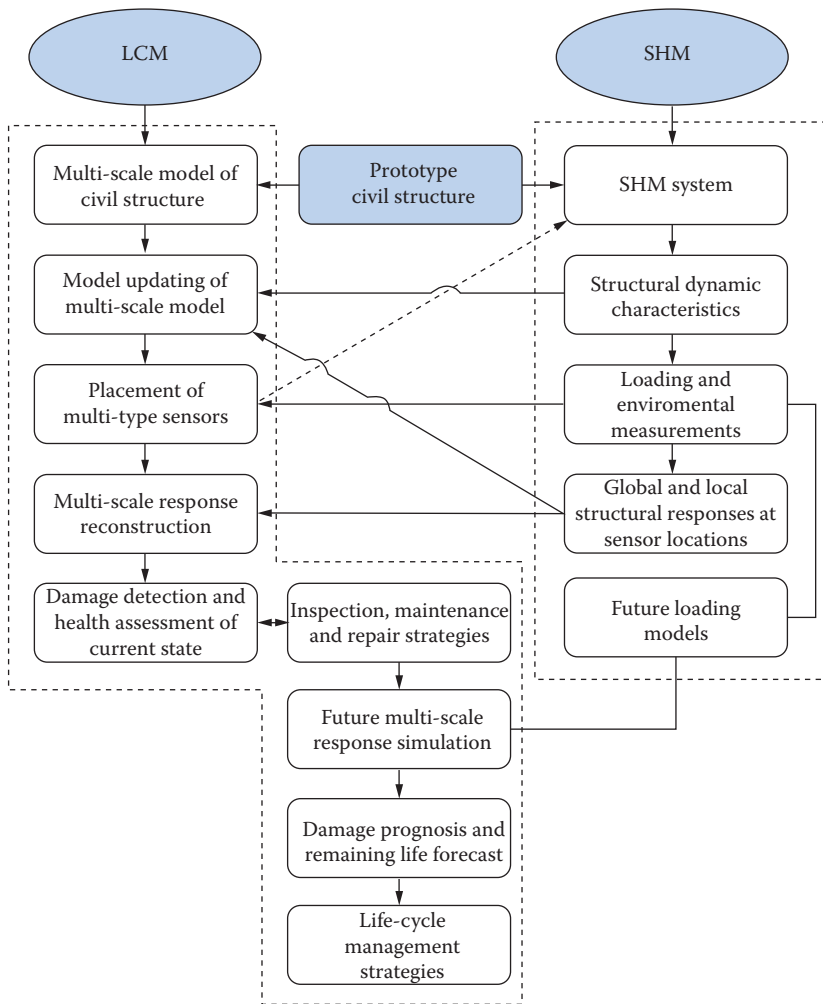 LCM
SHM
Prototype
civil structure
Multi-scale model of
civil structure
SHM system
Model updating of
multi-scale model
Structural dynamic
characteristics
Placement of
multi-type sensors
Loading and
enviromental
measurements
Multi-scale response
reconstruction
Global and local
structural responses at
sensor locations
Damage detection and
health assessment of
current state
Inspection, maintenance
and repair strategies
Future loading
models
Future multi-scale
response simulation
Damage prognosis and
remaining life forecast
Life-cycle
management
strategies